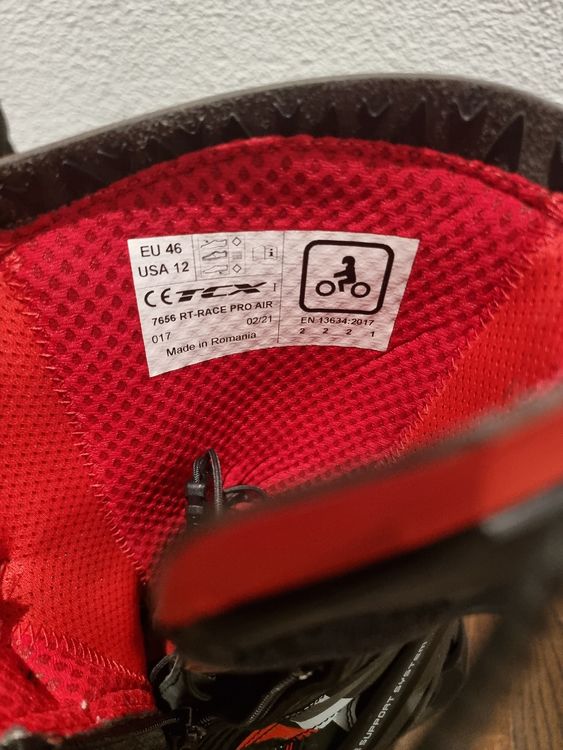 EU 46
USA 12
CE TCX I
7656 RT-RACE PRO AIR
017 02/21
Made in Romania
i
EN 13634:2017
2 2 2 1
SUPPORT SYSTEM